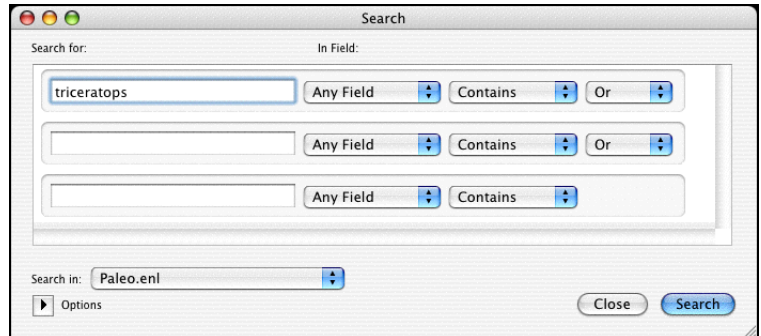 Search
Search for: In Field:
triceratops Any Field Contains Or
Any Field Contains Or
Any Field Contains
Search in: Paleo.enl
Options Close Search